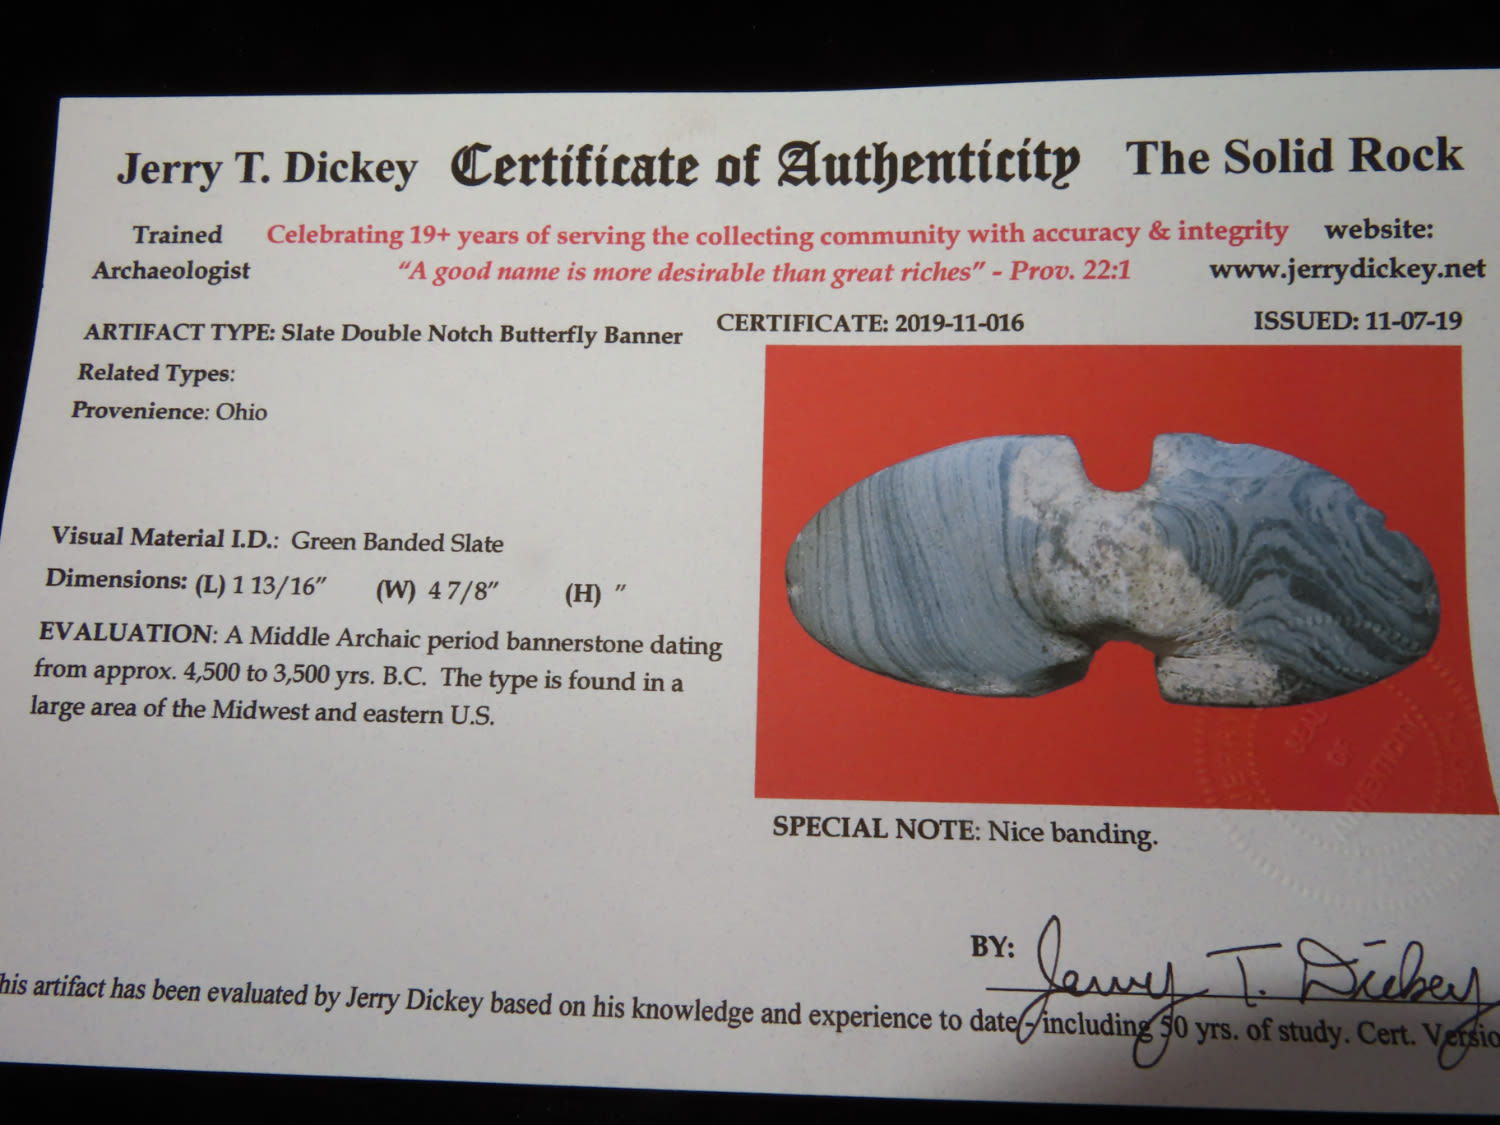 Jerry T. Dickey Certificate of Authenticity The Solid Rock
Trained Celebrating 19+ years of serving the collecting community with accuracy & integrity website:
Archaeologist "A good name is more desirable than great riches" - Prov. 22:1 www.jerrydickey.net
ARTIFACT TYPE: Slate Double Notch Butterfly Banner CERTIFICATE: 2019-11-016 ISSUED: 11-07-19
Related Types:
Provenience: Ohio
Visual Material I.D.: Green Banded Slate
Dimensions: (L) 1 13/16" (W) 4 7/8" (H) "
EVALUATION: A Middle Archaic period bannerstone dating
from approx. 4,500 to 3,500 yrs. B.C. The type is found in a
large area of the Midwest and eastern U.S.
SEAL
OF
AUTHENTICITY
SPECIAL NOTE: Nice banding.
BY: Jerry T. Dickey
his artifact has been evaluated by Jerry Dickey based on his knowledge and experience to date - including 50 yrs. of study. Cert. Versio